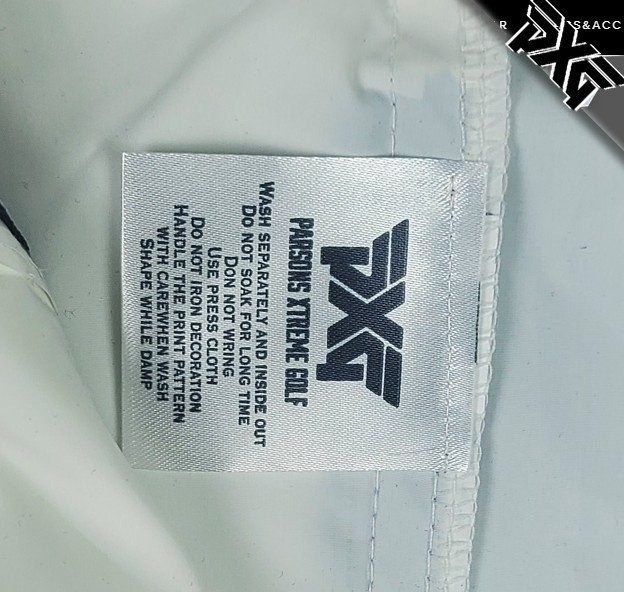 R
S&ACC
PXG
PXG
PARSONS XTREME GOLF
WASH SEPARATELY AND INSIDE OUT
DO NOT SOAK FOR LONG TIME
DON NOT WRING
USE PRESS CLOTH
DO NOT IRON DECORATION
HANDLE THE PRINT PATTERN
WITH CAREWHEN WASH
SHAPE WHILE DAMP